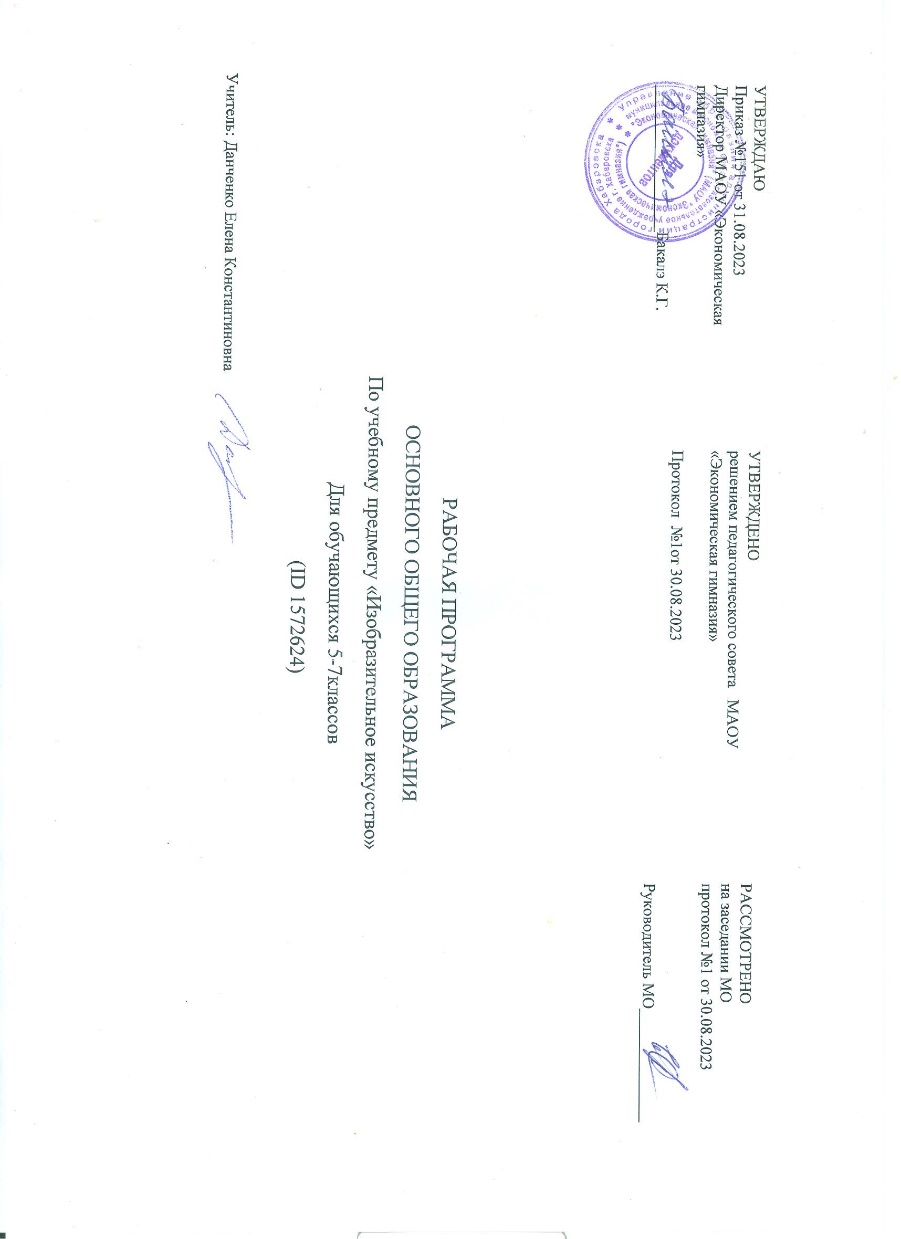 УТВЕРЖДАЮ
Приказ №151 от 31.08.2023
Директор МАОУ «Экономическая
гимназия»
Бакалэ К.Г.
УТВЕРЖДЕНО
решением педагогического совета МАОУ
«Экономическая гимназия»
Протокол №1от 30.08.2023
РАССМОТРЕНО
на заседании МО
протокол №1 от 30.08.2023
Руководитель МО
РАБОЧАЯ ПРОГРАММА
ОСНОВНОГО ОБЩЕГО ОБРАЗОВАНИЯ
По учебному предмету «Изобразительное искусство»
Для обучающихся 5-7классов
(ID 1572624)
Учитель: Данченко Елена Константиновна